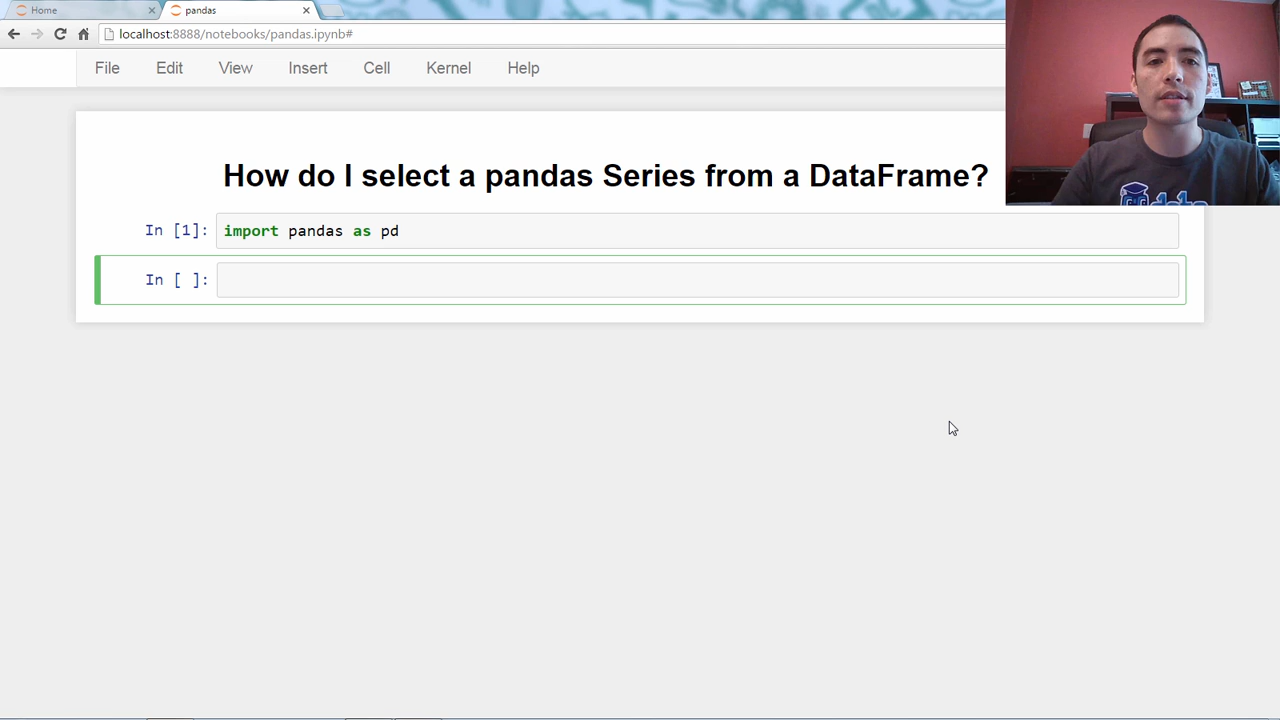 Home
pandas
localhost:8888/notebooks/pandas.ipynb#
File Edit View Insert Cell Kernel Help
How do I select a pandas Series from a DataFrame?
In [1]: import pandas as pd
In [ ]: